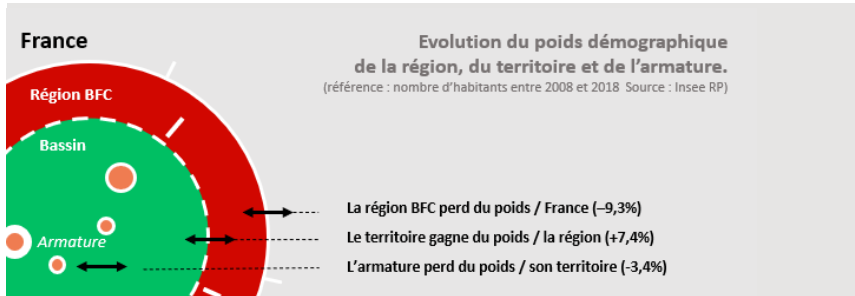 France
Evolution du poids démographique
de la région, du territoire et de l’armature.
(référence : nombre d’habitants entre 2008 et 2018 Source : Insee RP)
Région BFC
Bassin
Armature
La région BFC perd du poids / France (–9,3%)
Le territoire gagne du poids / la région (+7,4%)
L’armature perd du poids / son territoire (-3,4%)